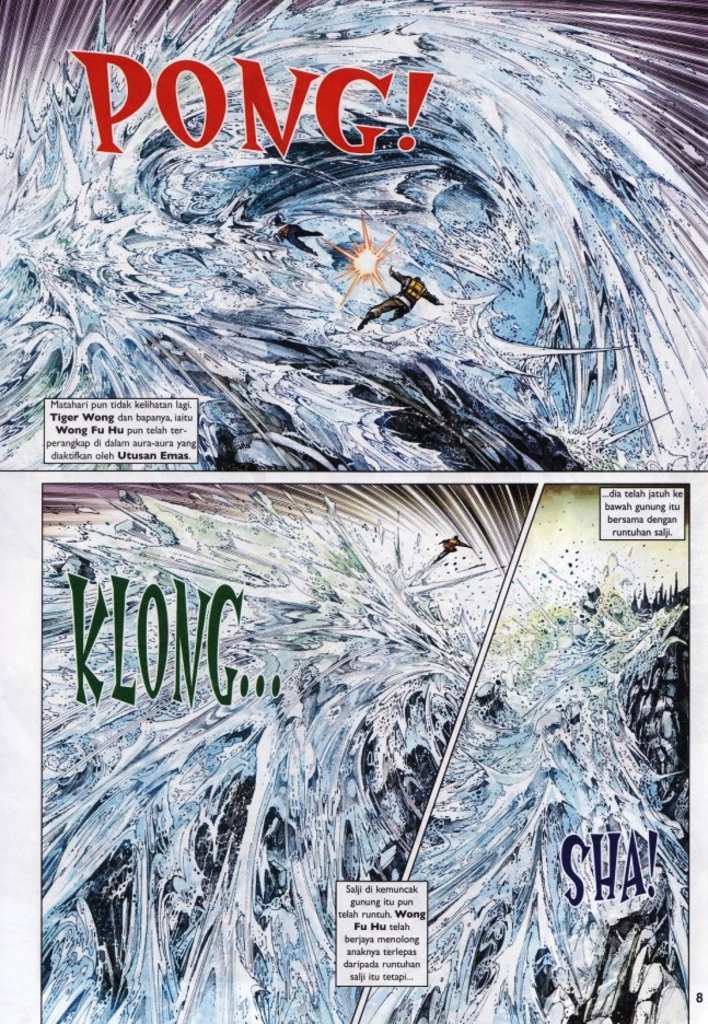 PONG!
Matahari pun tidak kelihatan lagi.
Tiger Wong dan bapanya, iaitu
Wong Fu Hu pun telah ter-
perangkap di dalam aura-aura yang
diaktifkan oleh Utusan Emas.
KLONG...
Salji di kemuncak
gunung itu pun
telah runtuh. Wong
Fu Hu telah
berjaya menolong
anaknya terlepas
daripada runtuhan
salji itu tetapi...
...dia telah jatuh ke
bawah gunung itu
bersama dengan
runtuhan salji.
SHA!
8